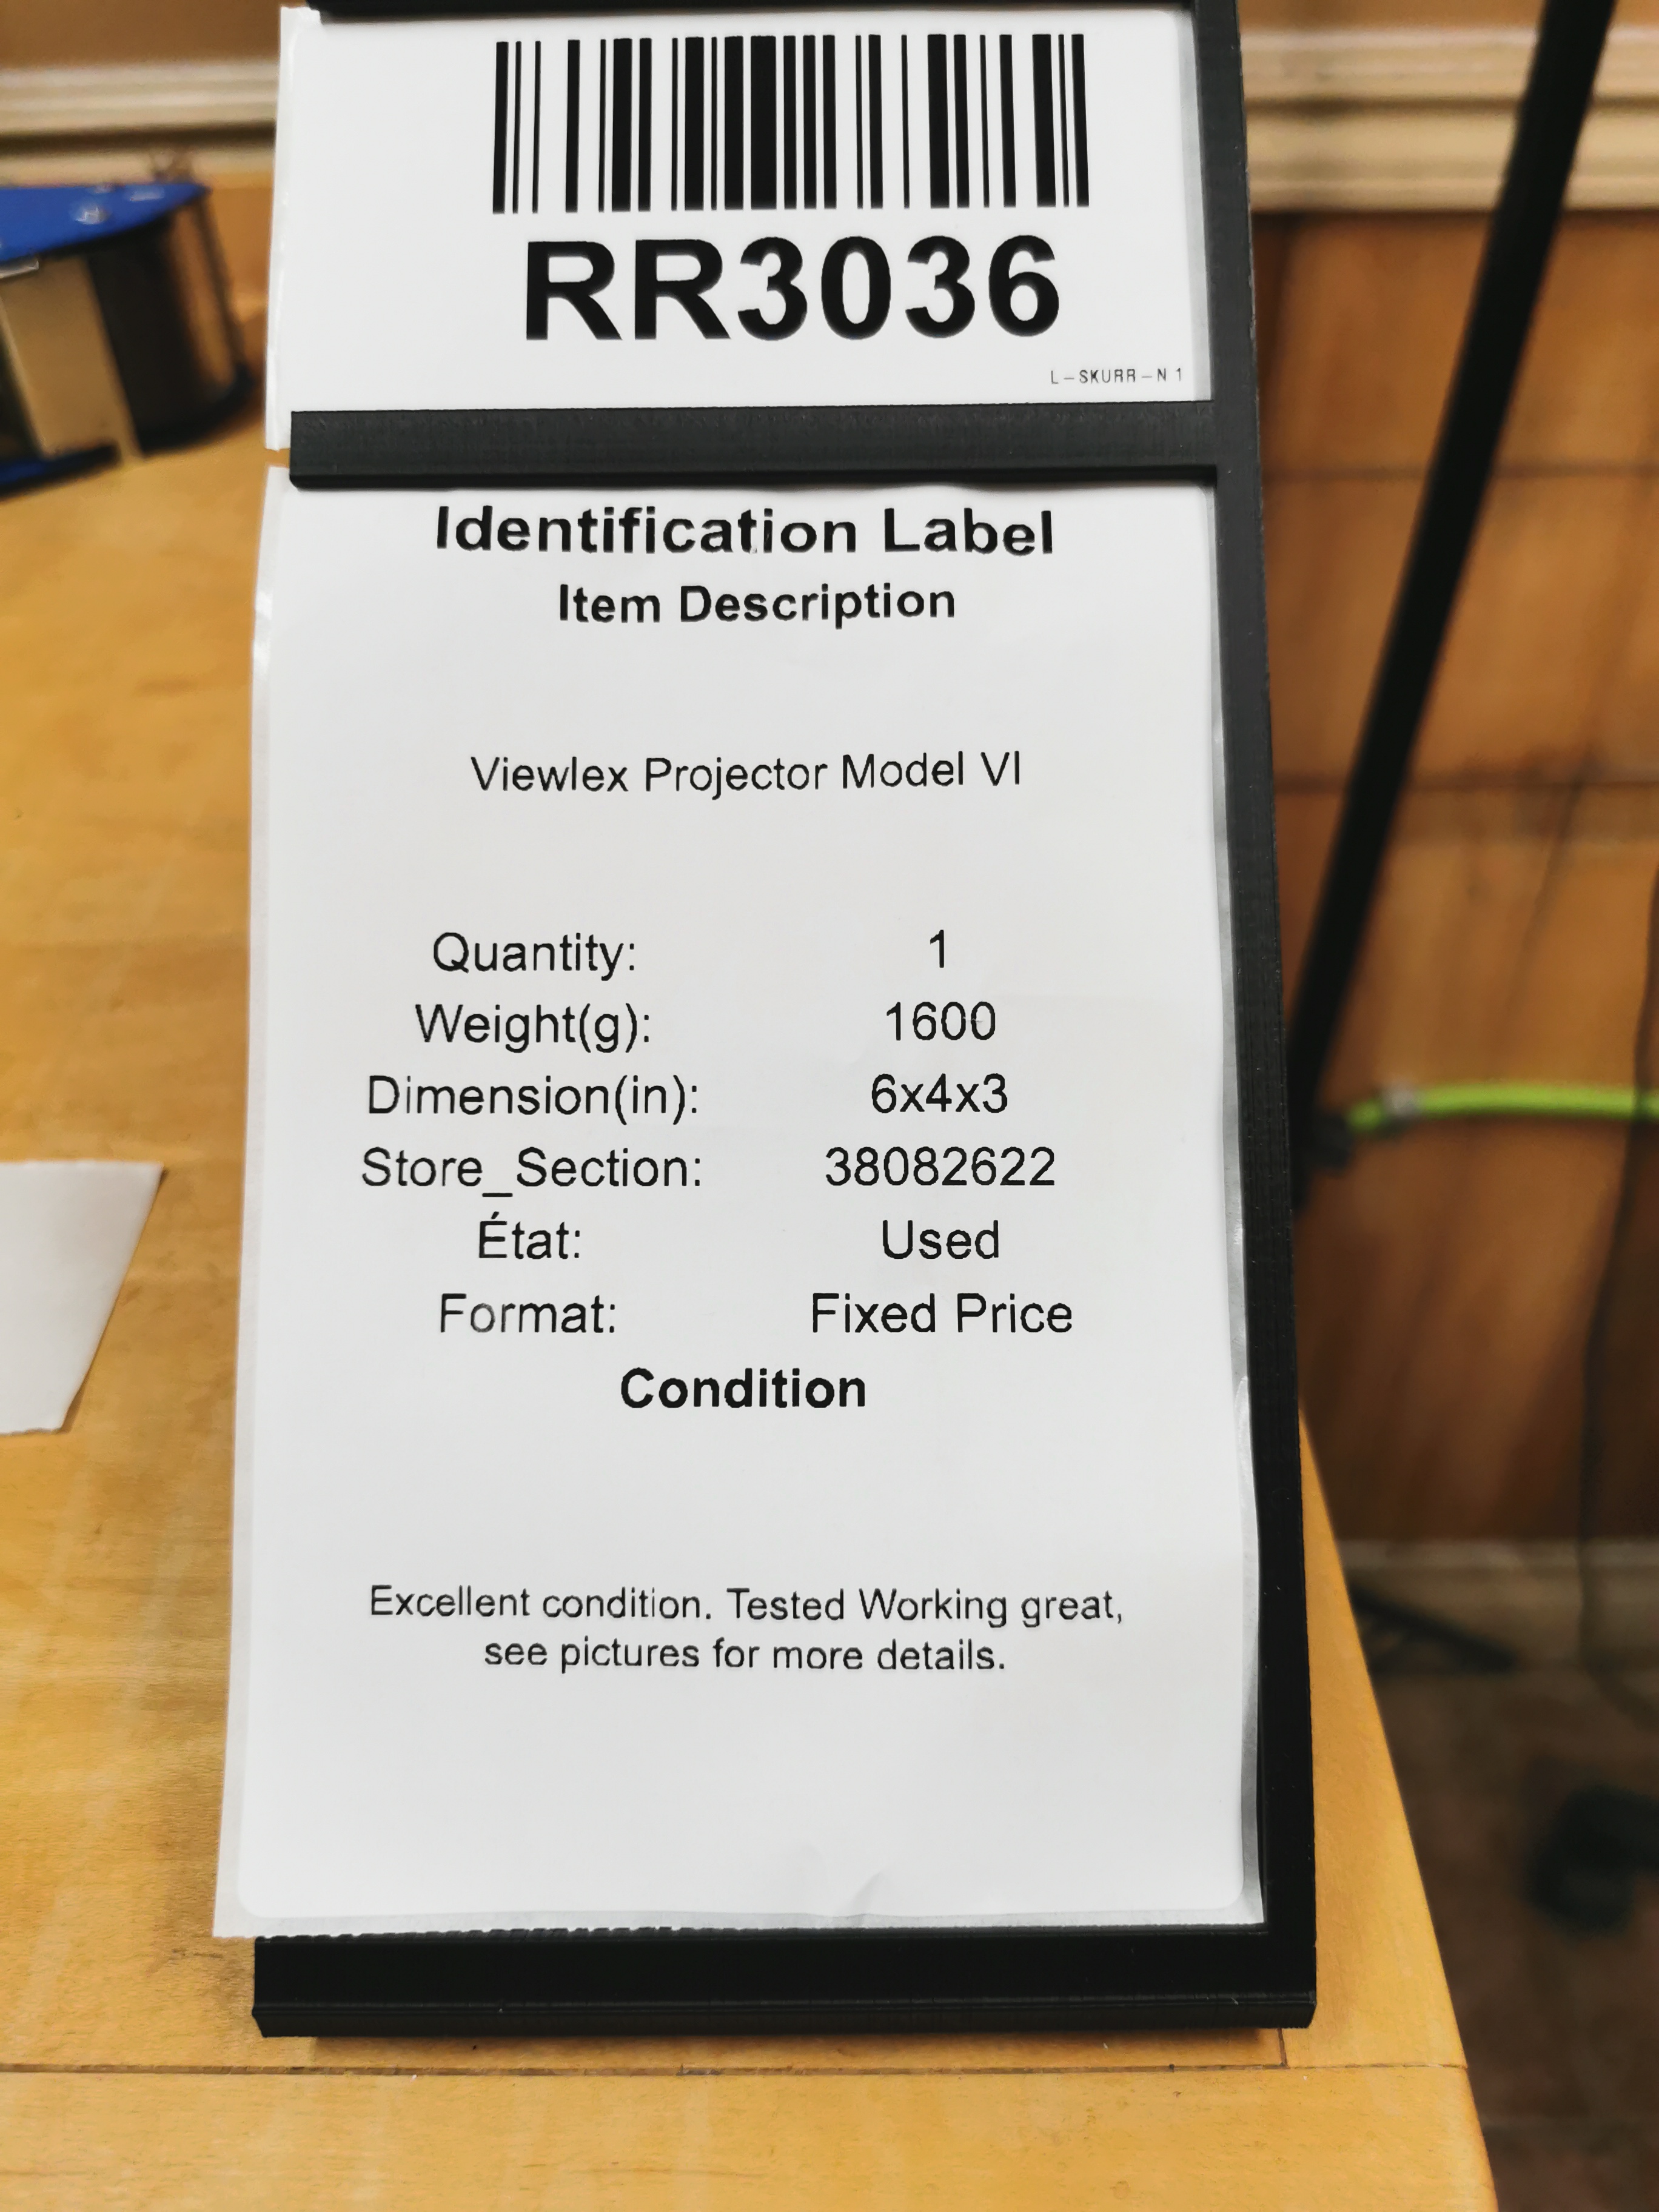 RR3036
L-SKURR-N 1
Identification Label
Item Description
Viewlex Projector Model VI
Quantity: 1
Weight(g): 1600
Dimension(in): 6x4x3
Store_Section: 38082622
État: Used
Format: Fixed Price
Condition
Excellent condition. Tested Working great,
see pictures for more details.